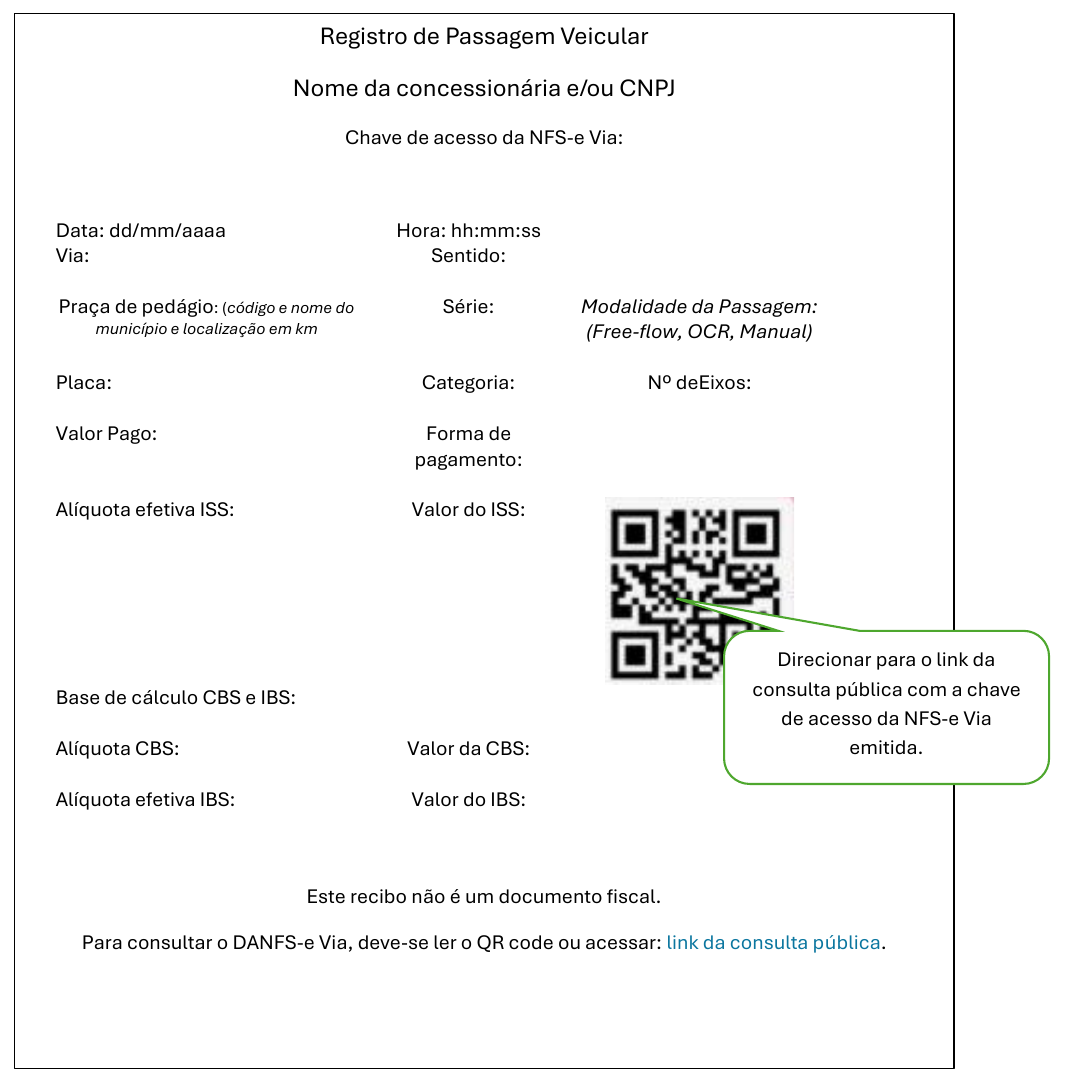 Registro de Passagem Veicular
Nome da concessionária e/ou CNPJ
Chave de acesso da NFS-e Via:
Data: dd/mm/aaaa Hora: hh:mm:ss
Via: Sentido:
Praça de pedágio: (código e nome do Série: Modalidade da Passagem:
município e localização em km (Free-flow, OCR, Manual)
Placa: Categoria: Nº deEixos:
Valor Pago: Forma de
pagamento:
Alíquota efetiva ISS: Valor do ISS:
Direcionar para o link da
consulta pública com a chave
de acesso da NFS-e Via
emitida.
Base de cálculo CBS e IBS:
Alíquota CBS: Valor da CBS:
Alíquota efetiva IBS: Valor do IBS:
Este recibo não é um documento fiscal.
Para consultar o DANFS-e Via, deve-se ler o QR code ou acessar: link da consulta pública.